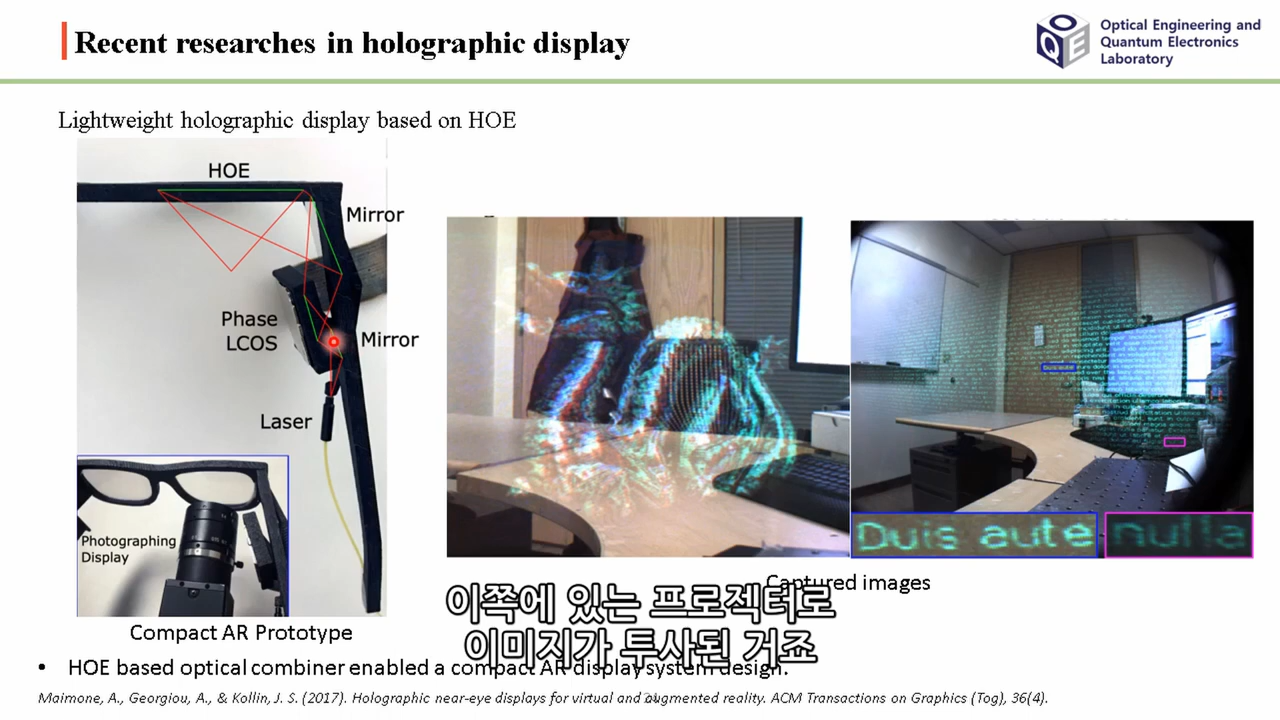 Recent researches in holographic display
Optical Engineering and
Quantum Electronics
Laboratory
Lightweight holographic display based on HOE
HOE
Mirror
Phase
LCOS
Mirror
Laser
Photographing
Display
Compact AR Prototype
Duis aute
nulla
Captured images
이쪽에 있는 프로젝터로
이미지가 투사된 거죠
• HOE based optical combiner enabled a compact AR display system design.
Maimone, A., Georgiou, A., & Kollin, J. S. (2017). Holographic near-eye displays for virtual and augmented reality. ACM Transactions on Graphics (Tog), 36(4).